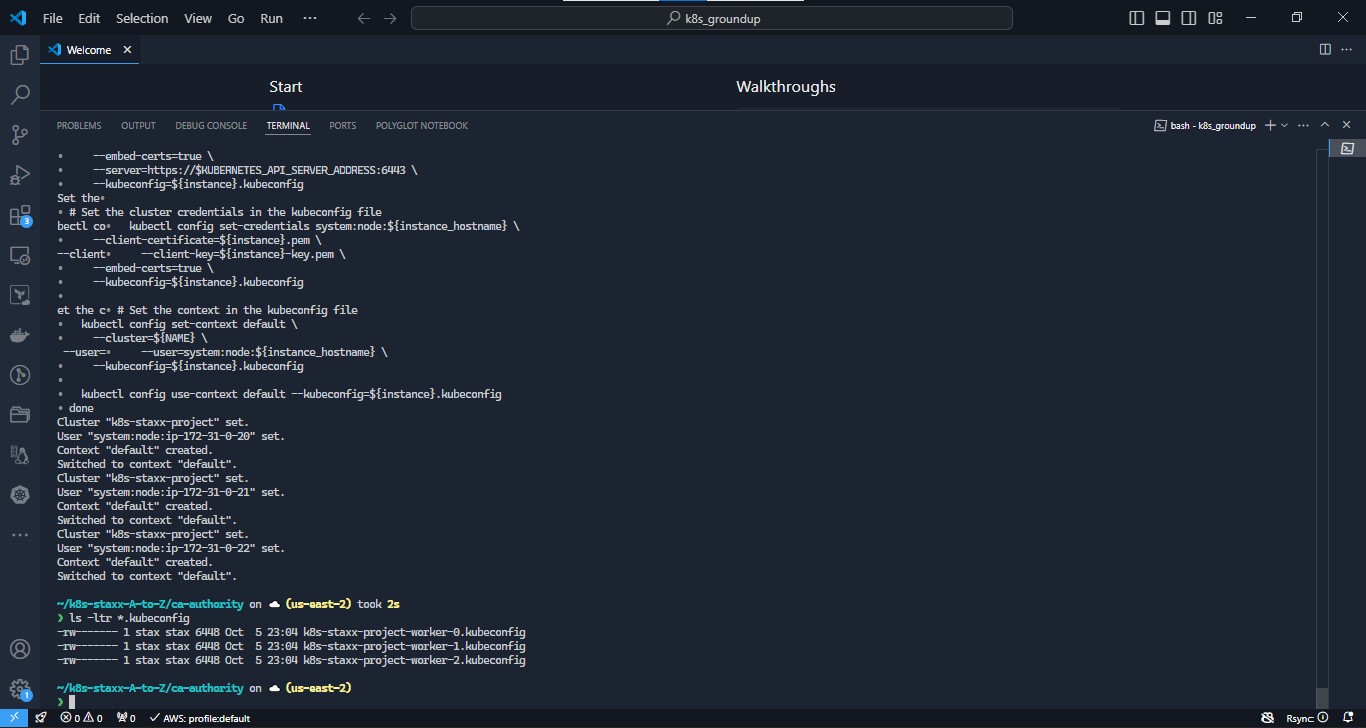 File Edit Selection View Go Run ··· ← → k8s_groundup
Welcome ×
Start Walkthroughs
PROBLEMS OUTPUT DEBUG CONSOLE TERMINAL PORTS POLYGLOT NOTEBOOK bash - k8s_groundup
--embed-certs=true \
--server=https://$KUBERNETES_API_SERVER_ADDRESS:6443 \
--kubeconfig=${instance}.kubeconfig
Set the
# Set the cluster credentials in the kubeconfig file
bectl co kubectl config set-credentials system:node:${instance_hostname} \
--client-certificate=${instance}.pem \
--client --client-key=${instance}-key.pem \
--embed-certs=true \
--kubeconfig=${instance}.kubeconfig
et the c # Set the context in the kubeconfig file
kubectl config set-context default \
--cluster=${NAME} \
--user= --user=system:node:${instance_hostname} \
--kubeconfig=${instance}.kubeconfig
kubectl config use-context default --kubeconfig=${instance}.kubeconfig
done
Cluster "k8s-staxx-project" set.
User "system:node:ip-172-31-0-20" set.
Context "default" created.
Switched to context "default".
Cluster "k8s-staxx-project" set.
User "system:node:ip-172-31-0-21" set.
Context "default" created.
Switched to context "default".
Cluster "k8s-staxx-project" set.
User "system:node:ip-172-31-0-22" set.
Context "default" created.
Switched to context "default".
~/k8s-staxx-A-to-Z/ca-authority on ☁ (us-east-2) took 2s
❯ ls -ltr *.kubeconfig
-rw------- 1 stax stax 6448 Oct 5 23:04 k8s-staxx-project-worker-0.kubeconfig
-rw------- 1 stax stax 6448 Oct 5 23:04 k8s-staxx-project-worker-1.kubeconfig
-rw------- 1 stax stax 6448 Oct 5 23:04 k8s-staxx-project-worker-2.kubeconfig
~/k8s-staxx-A-to-Z/ca-authority on ☁ (us-east-2)
❯
3
1
0 0 0 AWS: profile:default Rsync: